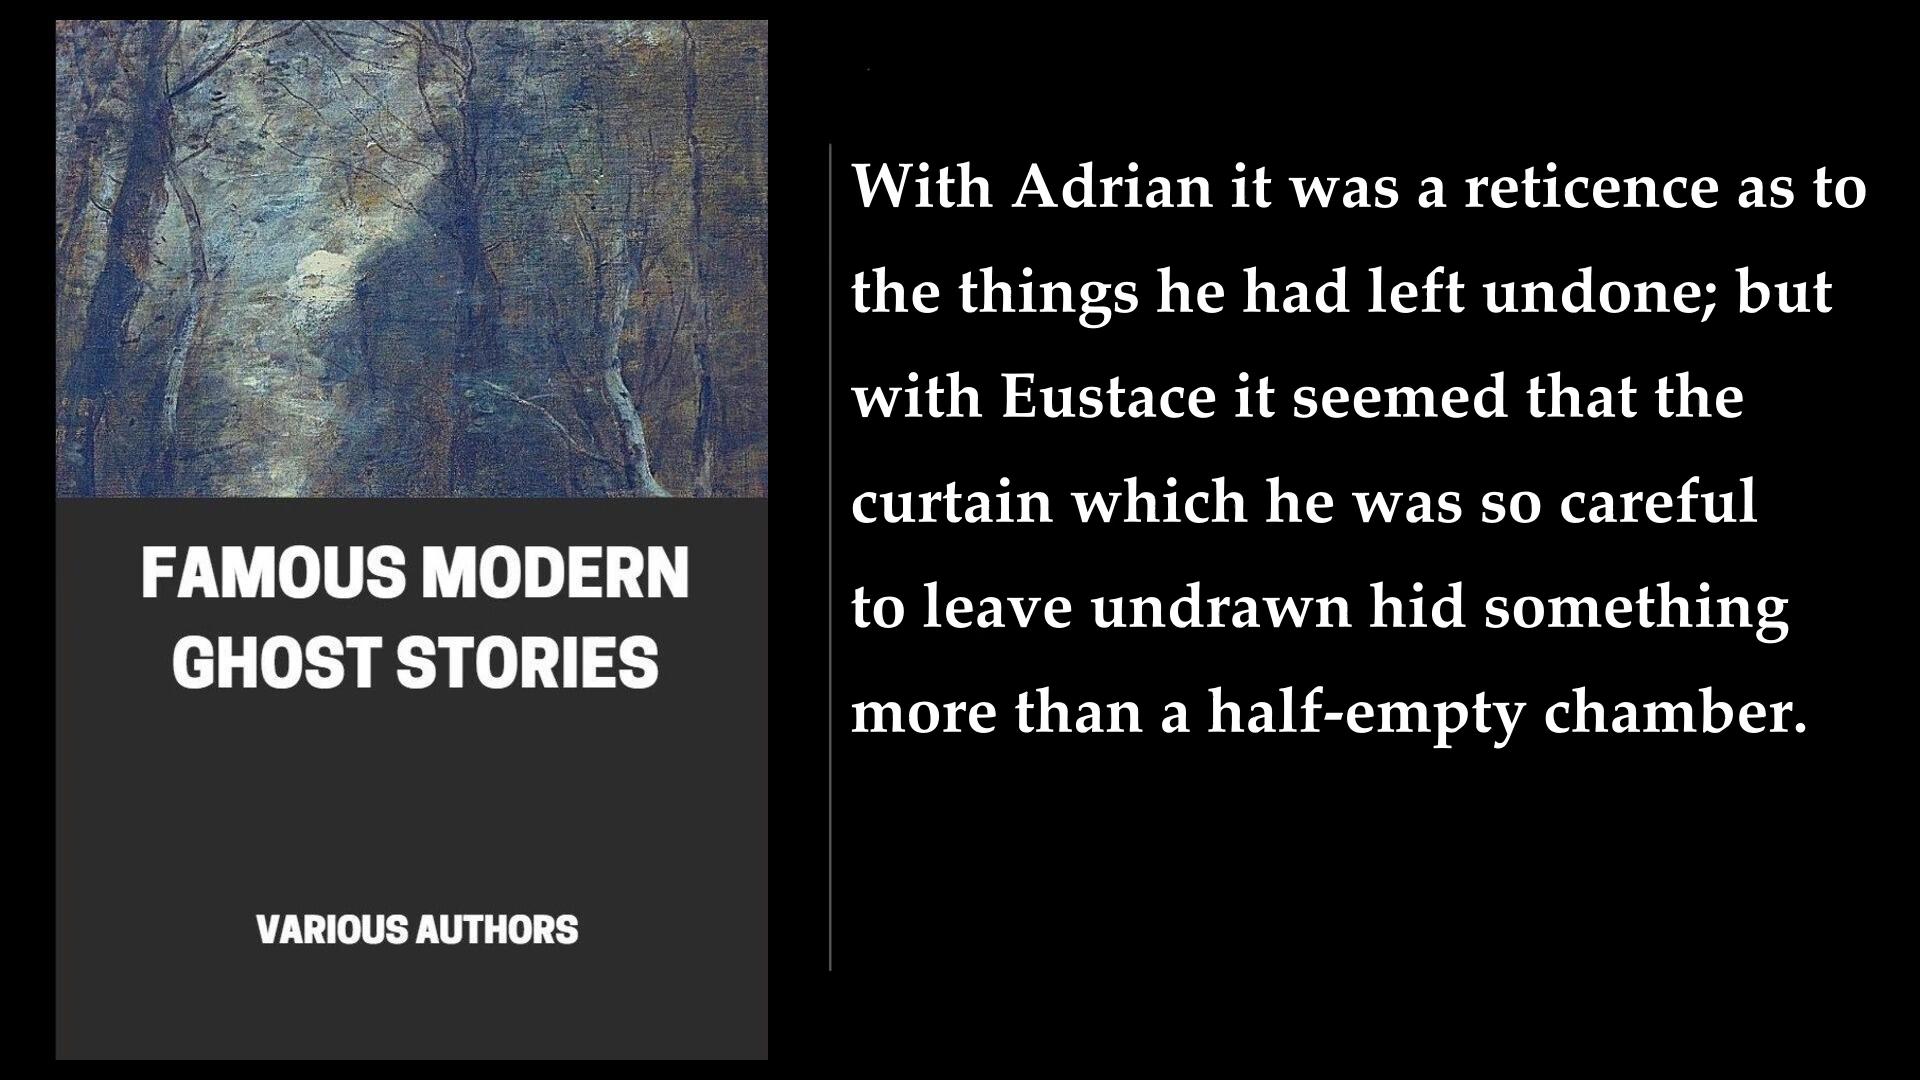 FAMOUS MODERN
GHOST STORIES
VARIOUS AUTHORS
With Adrian it was a reticence as to
the things he had left undone; but
with Eustace it seemed that the
curtain which he was so careful
to leave undrawn hid something
more than a half-empty chamber.